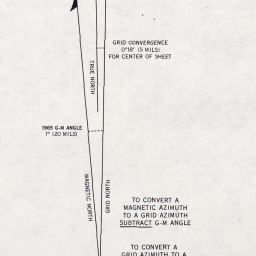 GRID CONVERGENCE
0°18' (5 MILS)
FOR CENTER OF SHEET
TRUE NORTH
1965 G-M ANGLE
1° (20 MILS)
MAGNETIC NORTH
GRID NORTH
TO CONVERT A
MAGNETIC AZIMUTH
TO A GRID AZIMUTH
SUBTRACT G-M ANGLE
TO CONVERT A
GRID AZIMUTH TO A